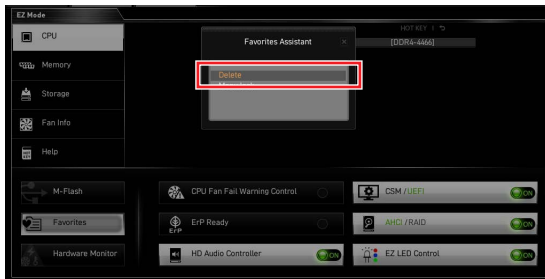 EZ Mode
HOT KEY | ↩
CPU
Favorites Assistant
×
[DDR4-4466]
Memory
Delete
Storage
Fan Info
Help
M-Flash
CPU Fan Fail Warning Control
CSM /UEFI
ON
Favorites
ErP
ErP Ready
AHCI /RAID
ON
Hardware Monitor
HD Audio Controller
ON
EZ LED Control
ON